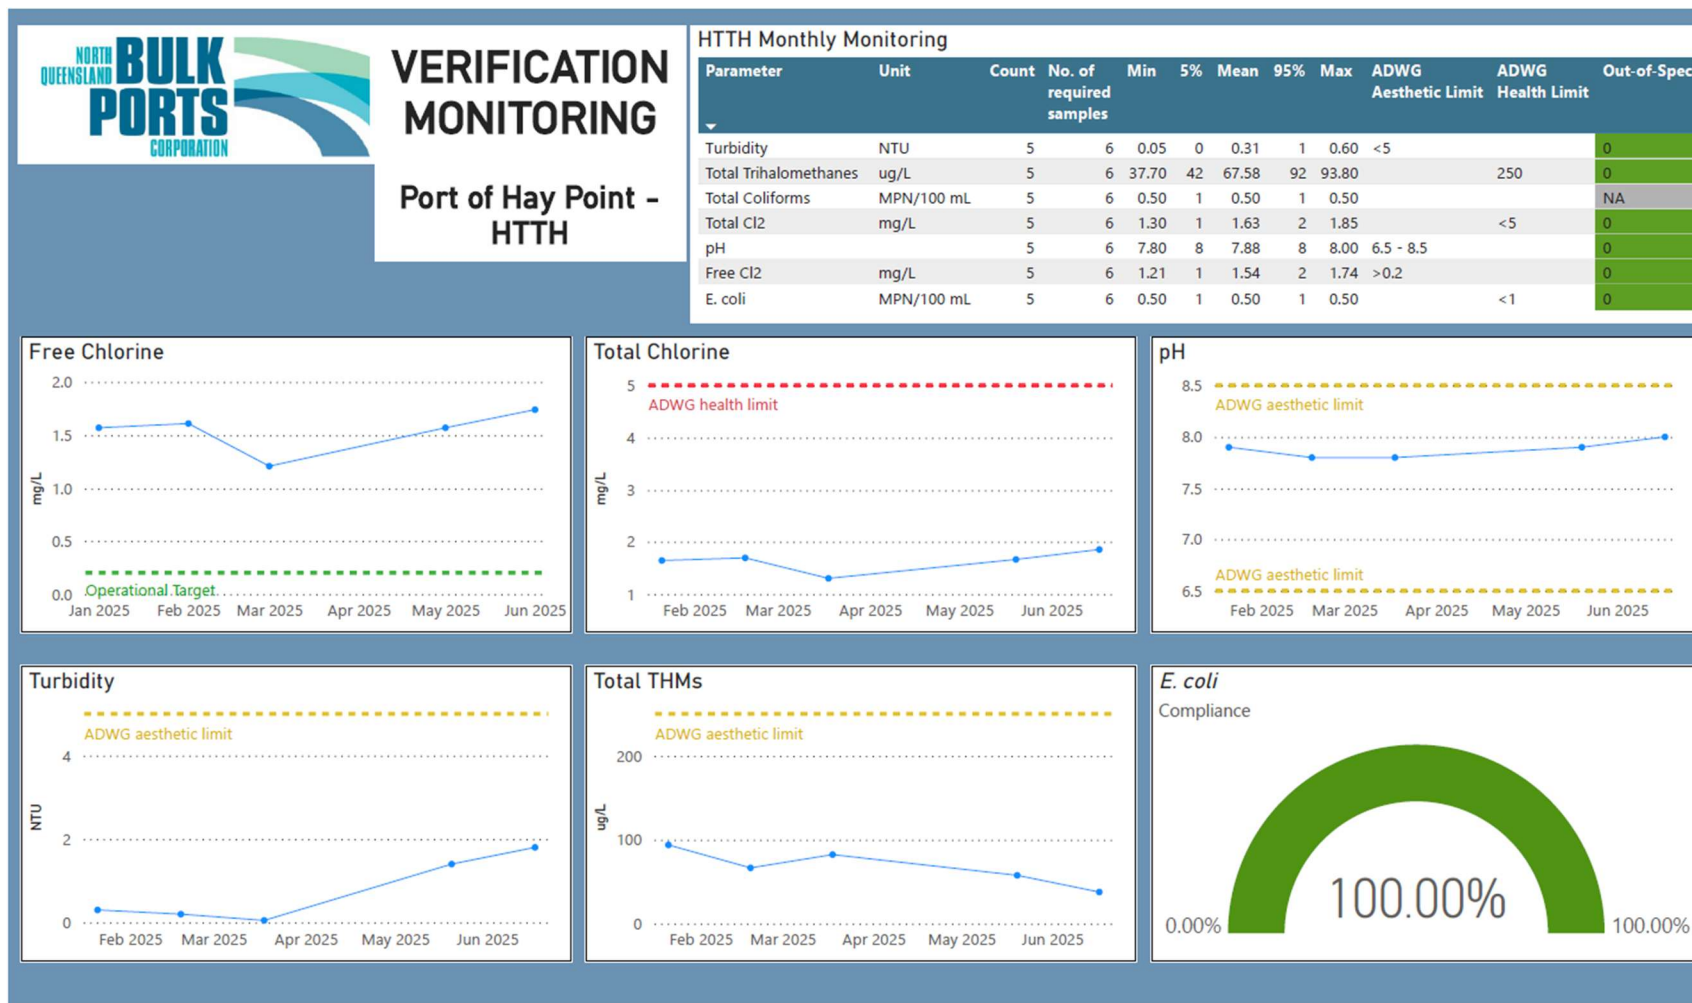 NORTH
QUEENSLAND
BULK
PORTS
CORPORATION
VERIFICATION
MONITORING
Port of Hay Point -
HTTH
HTTH Monthly Monitoring
Parameter Unit Count No. of required samples Min 5% Mean 95% Max ADWG Aesthetic Limit ADWG Health Limit Out-of-Spec
Turbidity NTU 5 6 0.05 0 0.31 1 0.60 <5 0
Total Trihalomethanes ug/L 5 6 37.70 42 67.58 92 93.80 250 0
Total Coliforms MPN/100 mL 5 6 0.50 1 0.50 1 0.50 NA
Total Cl2 mg/L 5 6 1.30 1 1.63 2 1.85 <5 0
pH 5 6 7.80 8 7.88 8 8.00 6.5 - 8.5 0
Free Cl2 mg/L 5 6 1.21 1 1.54 2 1.74 >0.2 0
E. coli MPN/100 mL 5 6 0.50 1 0.50 1 0.50 <1 0
Free Chlorine
2.0
1.5
1.0
0.5
0.0
mg/L
Operational Target
Jan 2025 Feb 2025 Mar 2025 Apr 2025 May 2025 Jun 2025
Total Chlorine
5
ADWG health limit
4
3
2
1
mg/L
Feb 2025 Mar 2025 Apr 2025 May 2025 Jun 2025
pH
8.5
ADWG aesthetic limit
8.0
7.5
7.0
ADWG aesthetic limit
6.5
Feb 2025 Mar 2025 Apr 2025 May 2025 Jun 2025
Turbidity
ADWG aesthetic limit
4
2
0
NTU
Feb 2025 Mar 2025 Apr 2025 May 2025 Jun 2025
Total THMs
ADWG aesthetic limit
200
100
0
ug/L
Feb 2025 Mar 2025 Apr 2025 May 2025 Jun 2025
E. coli
Compliance
100.00%
0.00%
100.00%